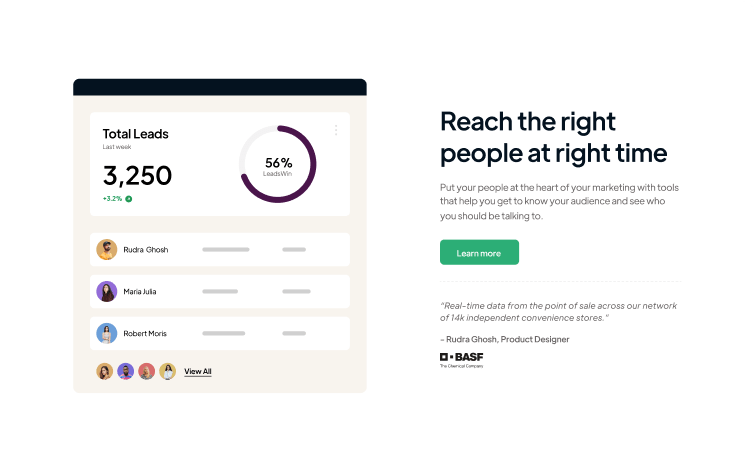 Total Leads
Last week
3,250
+3.2%
56%
LeadsWin
Rudra Ghosh
Maria Julia
Robert Moris
View All
Reach the right
people at right time
Put your people at the heart of your marketing with tools
that help you get to know your audience and see who
you should be talking to.
Learn more
“Real-time data from the point of sale across our network
of 14k independent convenience stores.”
~ Rudra Ghosh, Product Designer
BASF
The Chemical Company